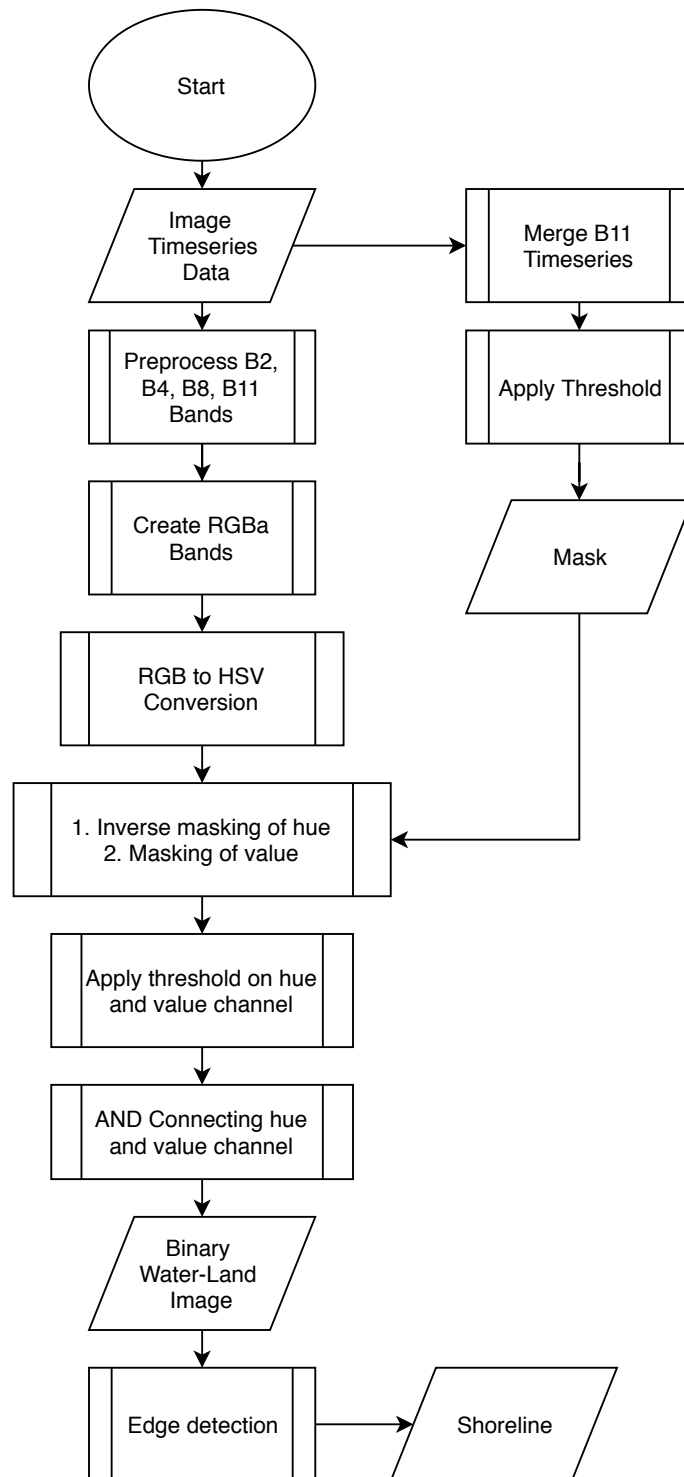 Start
Image
Timeseries
Data
Merge B11
Timeseries
Preprocess B2,
B4, B8, B11
Bands
Apply Threshold
Create RGBa
Bands
Mask
RGB to HSV
Conversion
1. Inverse masking of hue
2. Masking of value
Apply threshold on hue
and value channel
AND Connecting hue
and value channel
Binary
Water-Land
Image
Edge detection
Shoreline